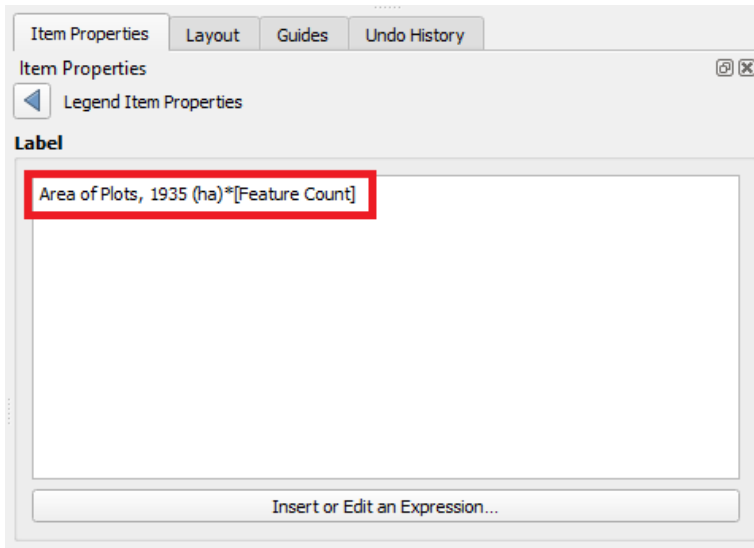 Item Properties Layout Guides Undo History
Item Properties
Legend Item Properties
Label
Area of Plots, 1935 (ha)*[Feature Count]
Insert or Edit an Expression...